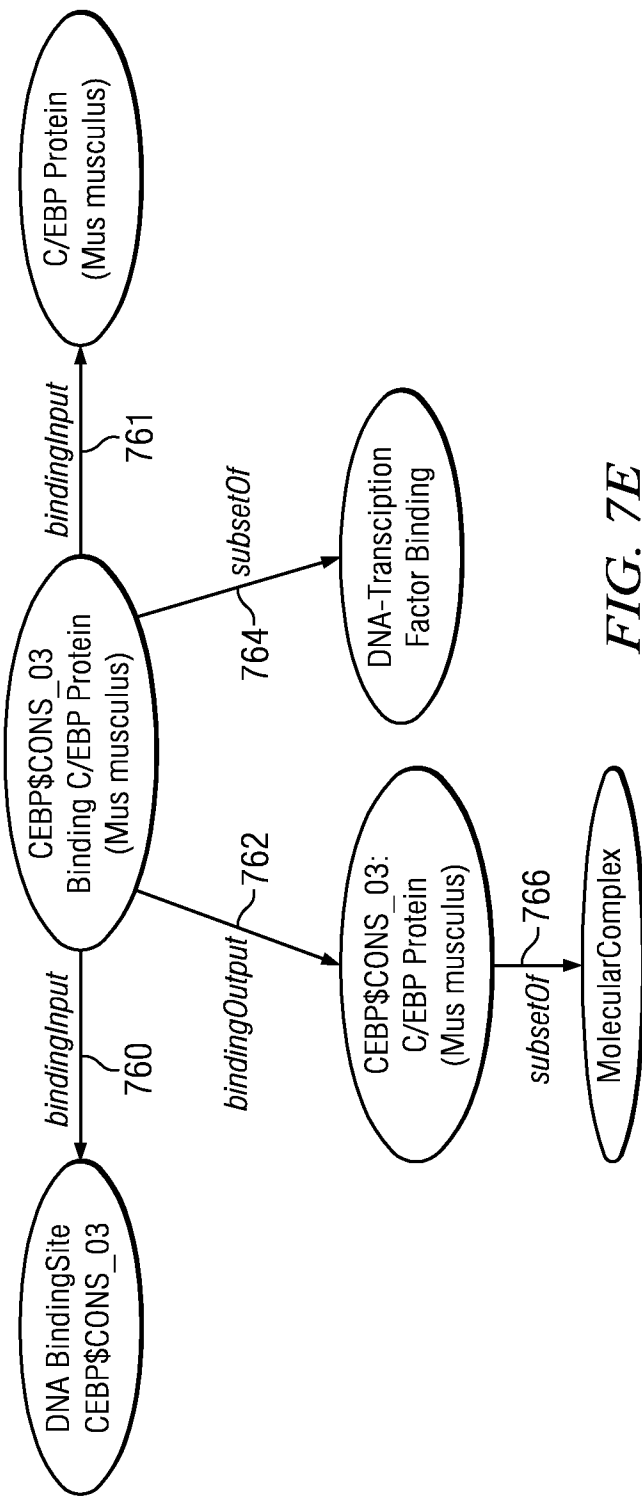 DNA BindingSite
CEBP$CONS_03
bindingInput
760
CEBP$CONS_03
Binding C/EBP Protein
(Mus musculus)
bindingInput
761
C/EBP Protein
(Mus musculus)
bindingOutput
762
764
subsetOf
CEBP$CONS_03:
C/EBP Protein
(Mus musculus)
DNA-Transciption
Factor Binding
subsetOf
766
MolecularComplex
FIG. 7E